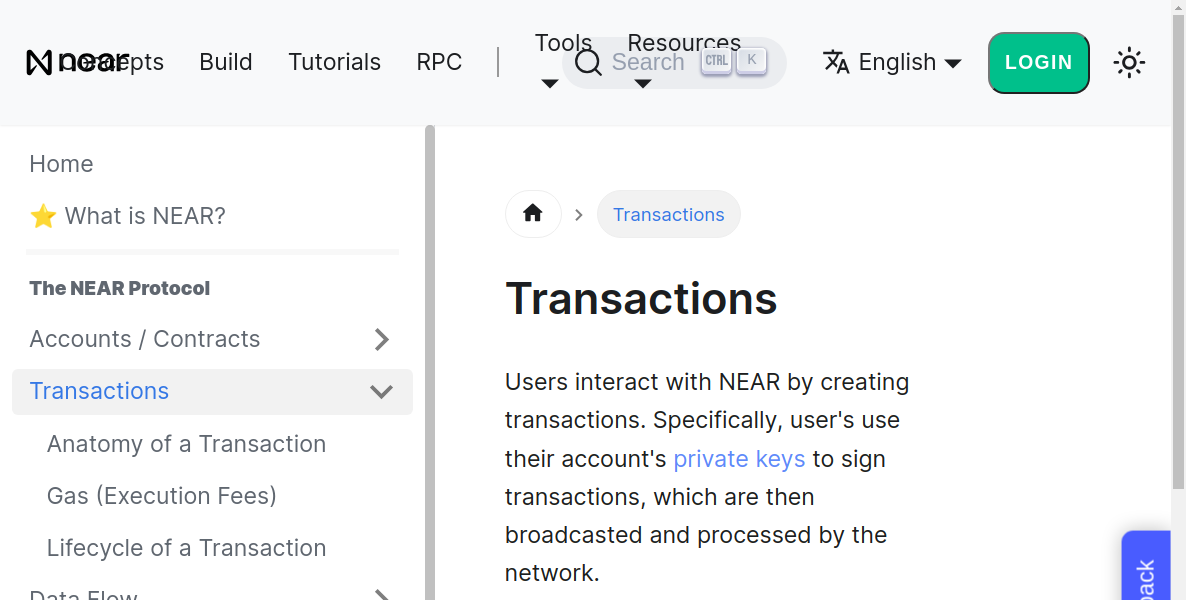 near
Concepts
Build
Tutorials
RPC
Tools
Resources
Search
CTRL
K
English
LOGIN
Home
⭐ What is NEAR?
The NEAR Protocol
Accounts / Contracts
Transactions
Anatomy of a Transaction
Gas (Execution Fees)
Lifecycle of a Transaction
Data Flow
Transactions
Transactions
Users interact with NEAR by creating
transactions. Specifically, user's use
their account's private keys to sign
transactions, which are then
broadcasted and processed by the
network.